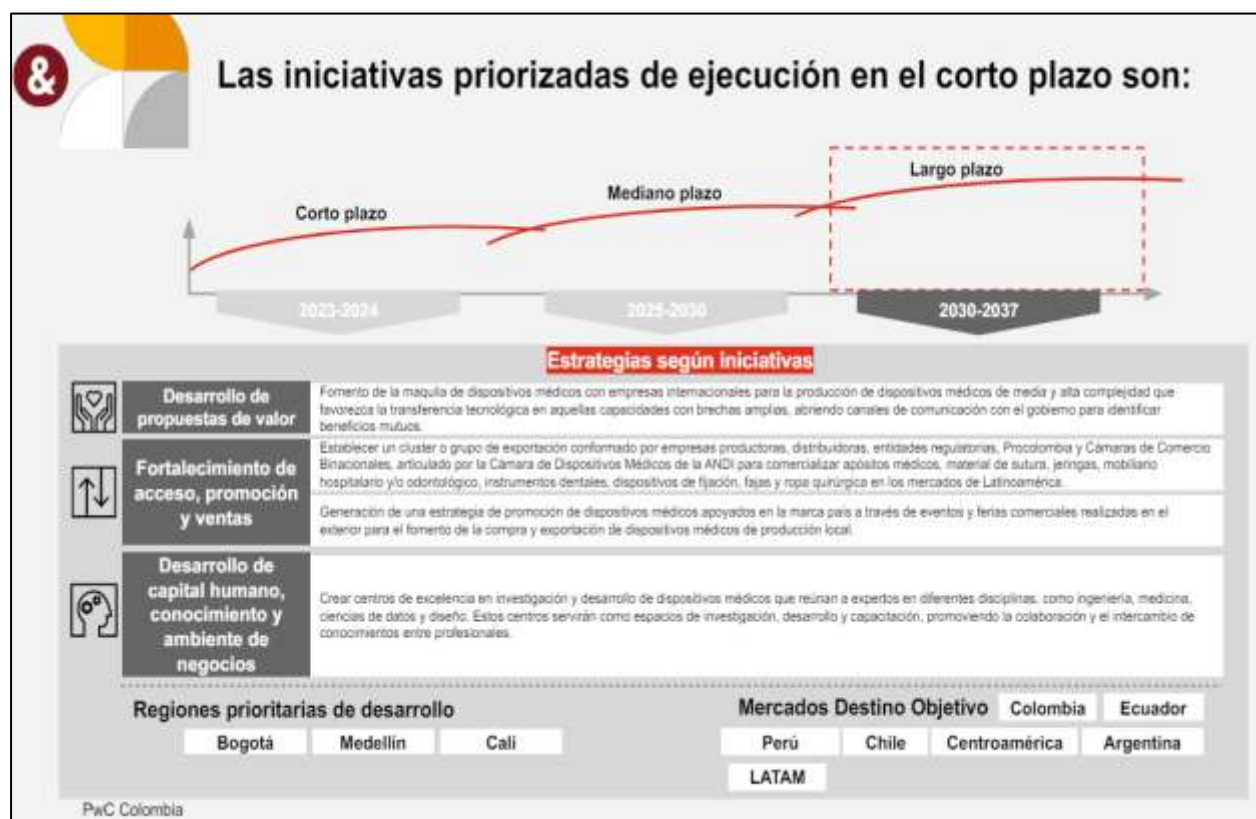 &
Las iniciativas priorizadas de ejecución en el corto plazo son:
Corto plazo
Mediano plazo
Largo plazo
2023-2024
2025-2030
2030-2037
Estrategias según iniciativas
Desarrollo de
propuestas de valor
Fomento de la maquila de dispositivos médicos con empresas internacionales para la producción de dispositivos médicos de media y alta complejidad que
favorezca la transferencia tecnológica en aquellas capacidades con brechas amplias, abriendo canales de comunicación con el gobierno para identificar
beneficios mutuos.
Fortalecimiento de
acceso, promoción
y ventas
Establecer un cluster o grupo de exportación conformado por empresas productoras, distribuidoras, entidades regulatorias, Procolombia y Cámaras de Comercio
Binacionales, articulado por la Cámara de Dispositivos Médicos de la ANDI para comercializar apósitos médicos, material de sutura, jeringas, mobiliario
hospitalario y/o odontológico, instrumentos dentales, dispositivos de fijación, fajas y ropa quirúrgica en los mercados de Latinoamérica.
Generación de una estrategia de promoción de dispositivos médicos apoyados en la marca país a través de eventos y ferias comerciales realizadas en el
exterior para el fomento de la compra y exportación de dispositivos médicos de producción local.
Desarrollo de
capital humano,
conocimiento y
ambiente de
negocios
Crear centros de excelencia en investigación y desarrollo de dispositivos médicos que reúnan a expertos en diferentes disciplinas, como ingeniería, medicina,
ciencias de datos y diseño. Estos centros servirán como espacios de investigación, desarrollo y capacitación, promoviendo la colaboración y el intercambio de
conocimientos entre profesionales.
Regiones prioritarias de desarrollo
Bogotá
Medellín
Cali
Mercados Destino Objetivo
Colombia
Ecuador
Perú
Chile
Centroamérica
Argentina
LATAM
PwC Colombia